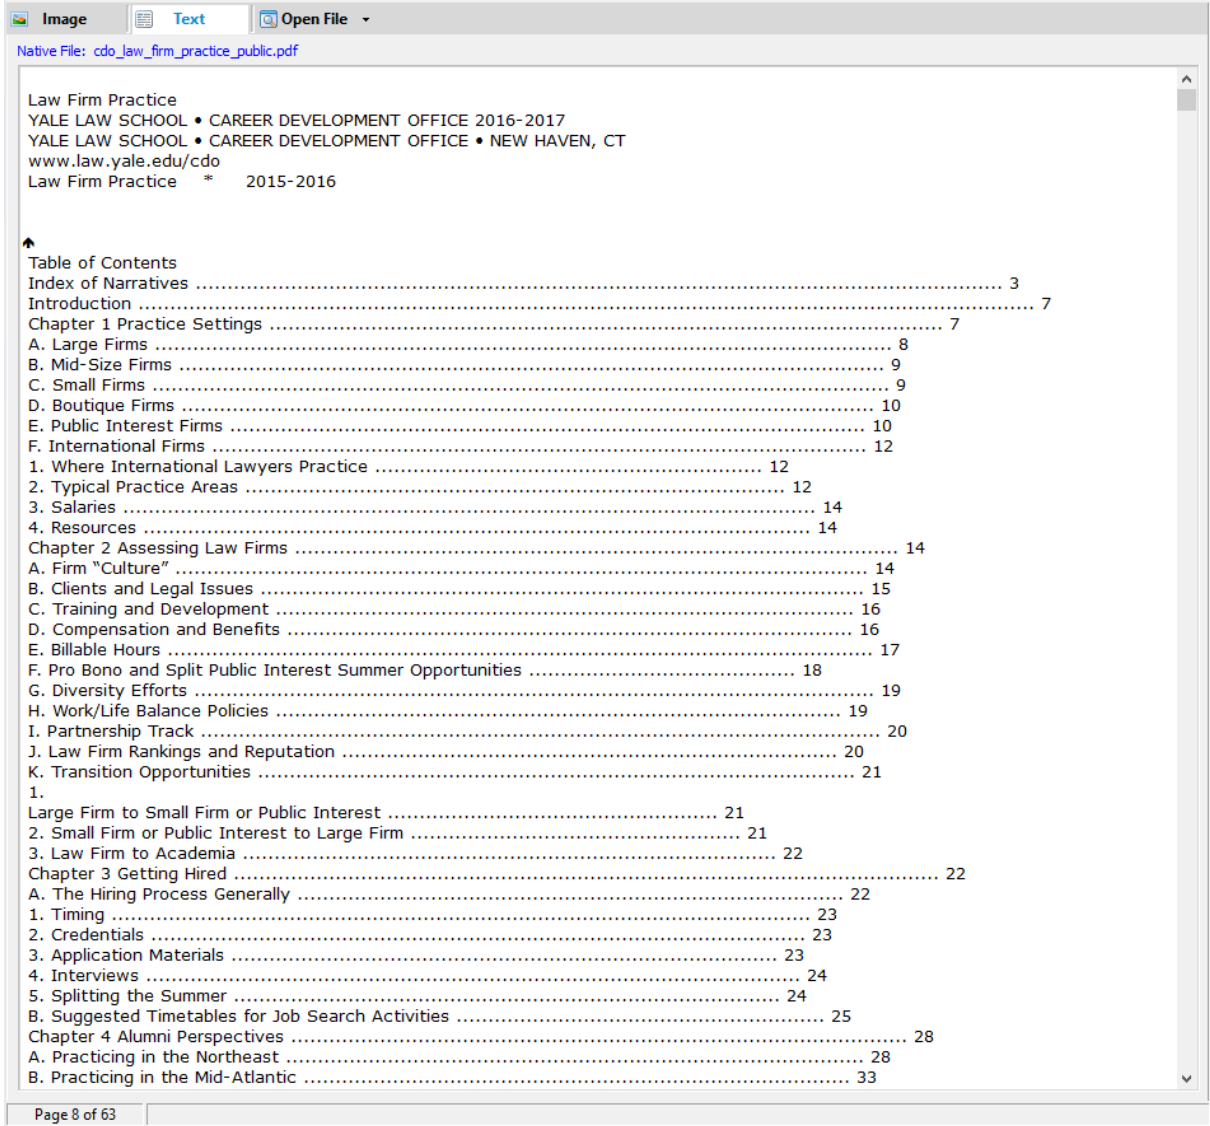 Image Text Open File
Native File: cdo_law_firm_practice_public.pdf
Law Firm Practice
YALE LAW SCHOOL • CAREER DEVELOPMENT OFFICE 2016-2017
YALE LAW SCHOOL • CAREER DEVELOPMENT OFFICE • NEW HAVEN, CT
www.law.yale.edu/cdo
Law Firm Practice * 2015-2016
Table of Contents
Index of Narratives ........................................ 3
Introduction ........................................ 7
Chapter 1 Practice Settings ........................................ 7
A. Large Firms ........................................ 8
B. Mid-Size Firms ........................................ 9
C. Small Firms ........................................ 9
D. Boutique Firms ........................................ 10
E. Public Interest Firms ........................................ 10
F. International Firms ........................................ 12
1. Where International Lawyers Practice ........................................ 12
2. Typical Practice Areas ........................................ 12
3. Salaries ........................................ 14
4. Resources ........................................ 14
Chapter 2 Assessing Law Firms ........................................ 14
A. Firm “Culture” ........................................ 14
B. Clients and Legal Issues ........................................ 15
C. Training and Development ........................................ 16
D. Compensation and Benefits ........................................ 16
E. Billable Hours ........................................ 17
F. Pro Bono and Split Public Interest Summer Opportunities ........................................ 18
G. Diversity Efforts ........................................ 19
H. Work/Life Balance Policies ........................................ 19
I. Partnership Track ........................................ 20
J. Law Firm Rankings and Reputation ........................................ 20
K. Transition Opportunities ........................................ 21
1.
Large Firm to Small Firm or Public Interest ........................................ 21
2. Small Firm or Public Interest to Large Firm ........................................ 21
3. Law Firm to Academia ........................................ 22
Chapter 3 Getting Hired ........................................ 22
A. The Hiring Process Generally ........................................ 22
1. Timing ........................................ 23
2. Credentials ........................................ 23
3. Application Materials ........................................ 23
4. Interviews ........................................ 24
5. Splitting the Summer ........................................ 24
B. Suggested Timetables for Job Search Activities ........................................ 25
Chapter 4 Alumni Perspectives ........................................ 28
A. Practicing in the Northeast ........................................ 28
B. Practicing in the Mid-Atlantic ........................................ 33
Page 8 of 63